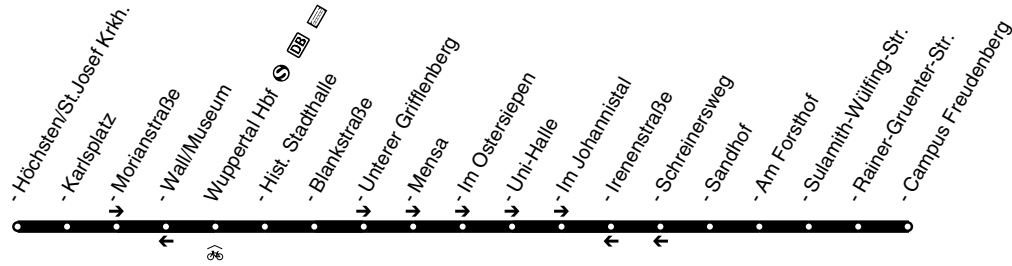 - Höchsten/St.Josef Krkh.
- Karlsplatz
- Morianstraße
- Wall/Museum
Wuppertal Hbf S DB
- Hist. Stadthalle
- Blankstraße
- Unterer Grifflenberg
- Mensa
- Im Ostersiepen
- Uni-Halle
- Im Johannistal
- Irenenstraße
- Schreinersweg
- Sandhof
- Am Forsthof
- Sulamith-Wülfing-Str.
- Rainer-Gruenter-Str.
- Campus Freudenberg